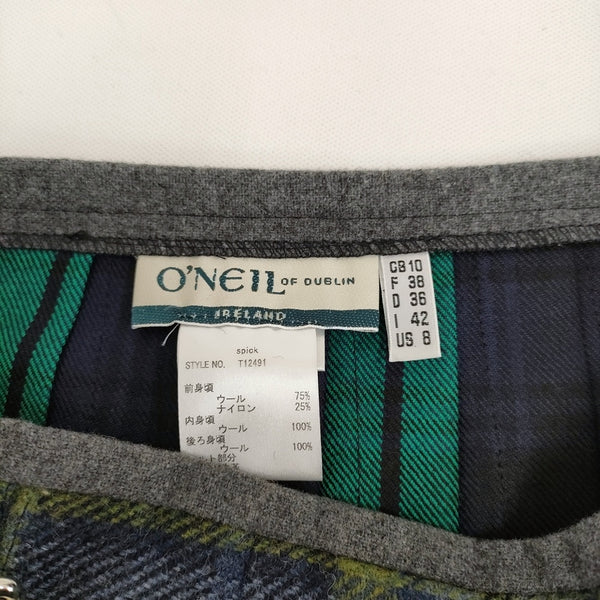 O'NEIL OF DUBLIN
IRELAND
GB 10
F 38
D 36
I 42
US 8
spick
STYLE NO. T12491
前身頃
ウール 75%
ナイロン 25%
内身頃
ウール 100%
後ろ身頃
ウール 100%
ト部分